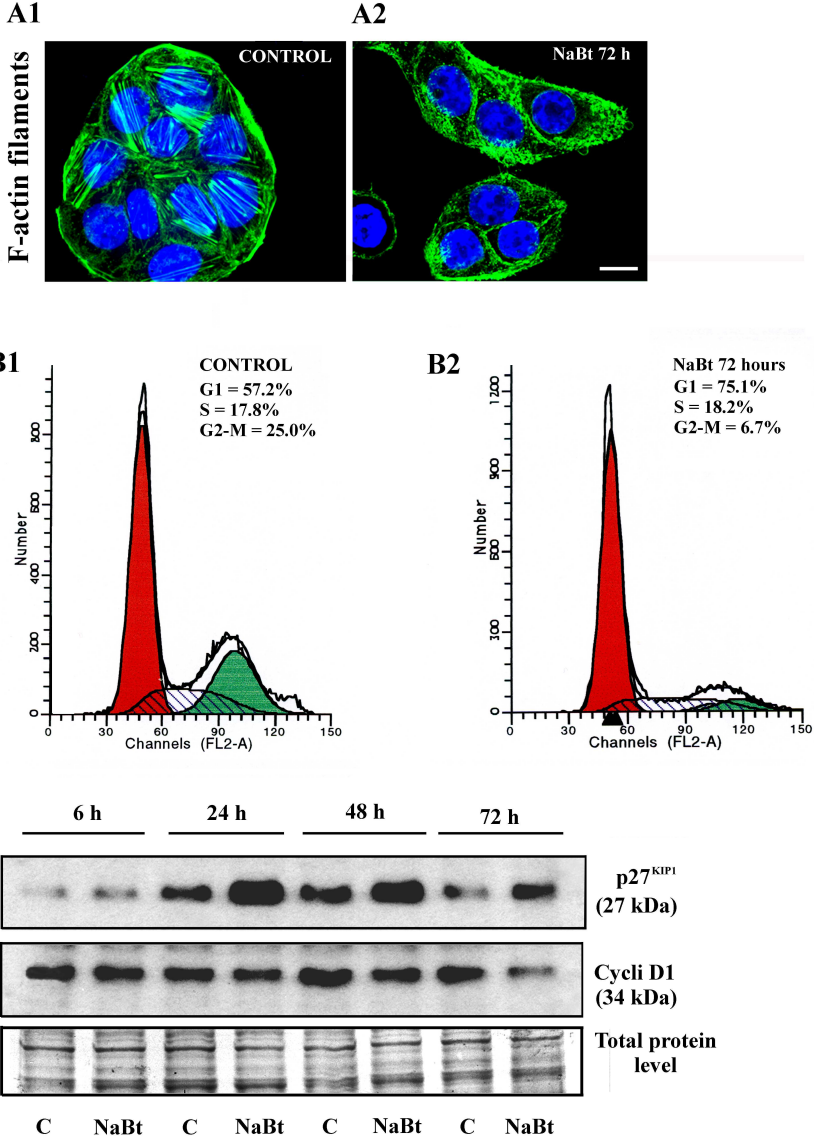 A1
A2
F-actin filaments
CONTROL
NaBt 72 h
B1
CONTROL
G1 = 57.2%
S = 17.8%
G2-M = 25.0%
Number
0 200 400 600 800
0 30 60 90 120 150
Channels (FL2-A)
B2
NaBt 72 hours
G1 = 75.1%
S = 18.2%
G2-M = 6.7%
Number
0 300 600 900 1200
0 30 60 90 120 150
Channels (FL2-A)
6 h 24 h 48 h 72 h
p27KIP1
(27 kDa)
Cycli D1
(34 kDa)
Total protein
level
C NaBt C NaBt C NaBt C NaBt